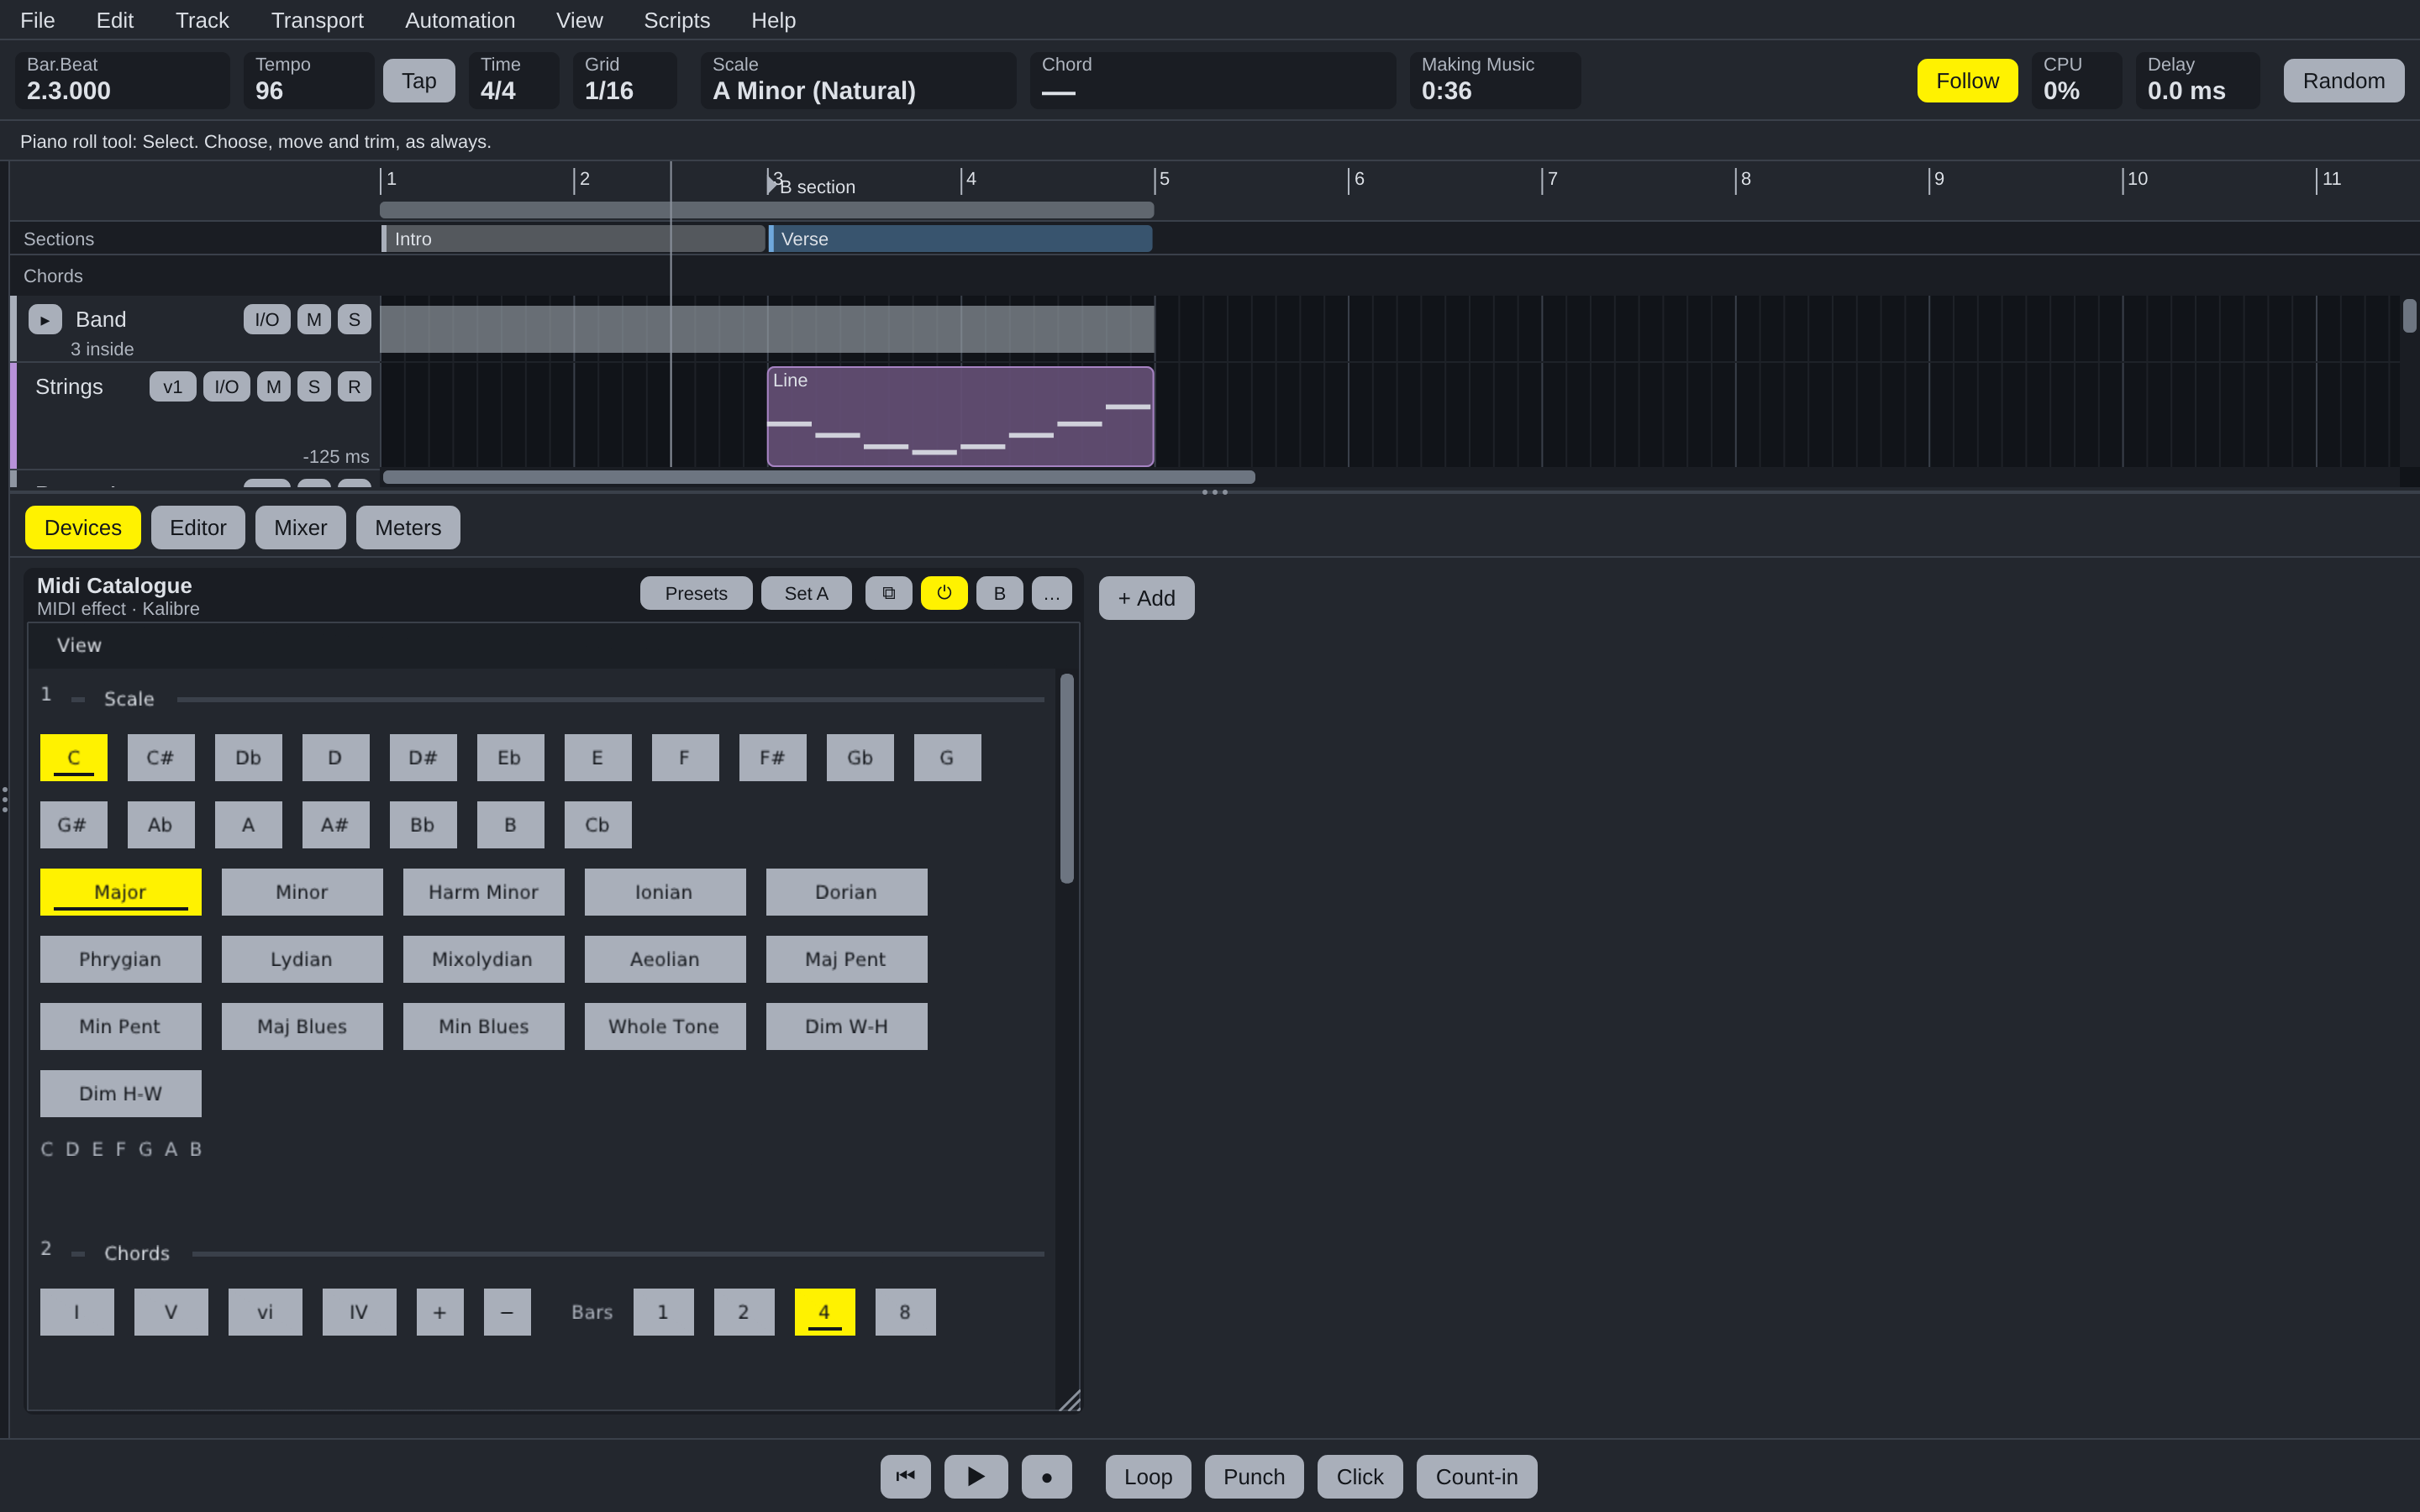 File Edit Track Transport Automation View Scripts Help
Bar.Beat Tempo Time Grid Scale Chord Making Music CPU Delay
2.3.000 96 Tap 4/4 1/16 A Minor (Natural) — 0:36 Follow 0% 0.0 ms Random
Piano roll tool: Select. Choose, move and trim, as always.
1 2 3 4 5 6 7 8 9 10 11
B section
Sections Intro Verse
Chords
Band I/O M S
3 inside
Line
Strings v1 I/O M S R
-125 ms
Devices Editor Mixer Meters
Midi Catalogue Presets Set A B ...
MIDI effect · Kalibre
+ Add
View
1 Scale
C C# Db D D# Eb E F F# Gb G
G# Ab A A# Bb B Cb
Major Minor Harm Minor Ionian Dorian
Phrygian Lydian Mixolydian Aeolian Maj Pent
Min Pent Maj Blues Min Blues Whole Tone Dim W-H
Dim H-W
C D E F G A B
2 Chords
I V vi IV + − Bars 1 2 4 8
Loop Punch Click Count-in